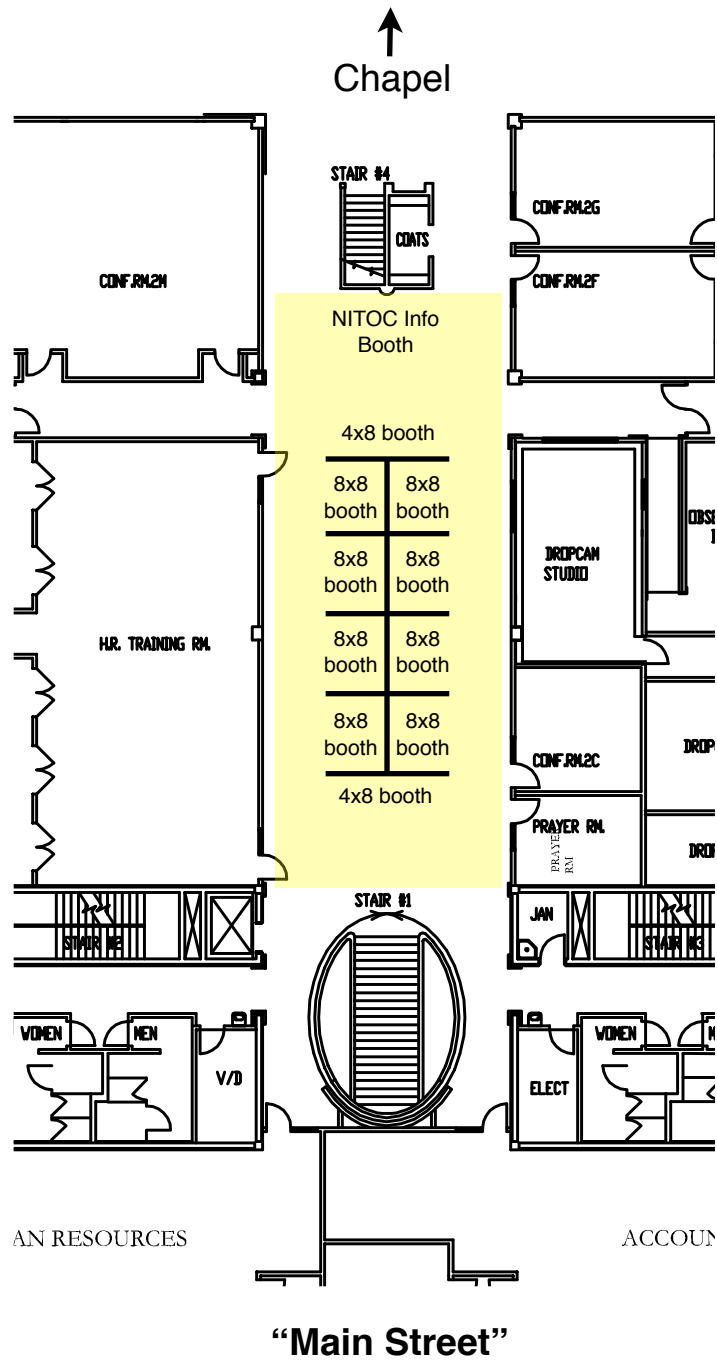 Chapel
STAIR #4
COATS
CONF.RM.2G
CONF.RM.2M
CONF.RM.2F
NITOC Info
Booth
4x8 booth
8x8
booth
8x8
booth
8x8
booth
8x8
booth
8x8
booth
8x8
booth
8x8
booth
8x8
booth
4x8 booth
DROPCAM
STUDIO
H.R. TRAINING RM.
CONF.RM.2C
PRAYER RM.
PRAYER
RM
STAIR #1
JAN
STAIR #2
STAIR #3
WOMEN
MEN
V/D
ELECT
WOMEN
AN RESOURCES
ACCOUN
“Main Street”